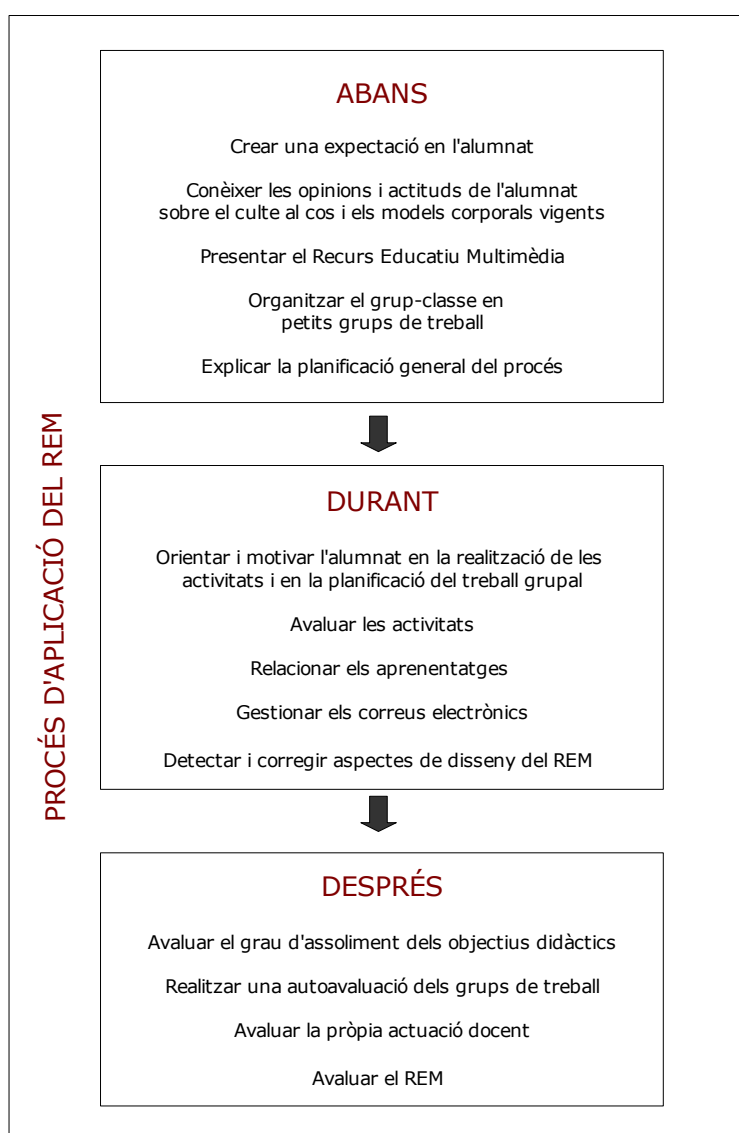 PROCÉS D'APLICACIÓ DEL REM
ABANS
Crear una expectació en l'alumnat
Conèixer les opinions i actituds de l'alumnat
sobre el culte al cos i els models corporals vigents
Presentar el Recurs Educatiu Multimèdia
Organitzar el grup-classe en
petits grups de treball
Explicar la planificació general del procés
DURANT
Orientar i motivar l'alumnat en la realització de les
activitats i en la planificació del treball grupal
Avaluar les activitats
Relacionar els aprenentatges
Gestionar els correus electrònics
Detectar i corregir aspectes de disseny del REM
DESPRÉS
Avaluar el grau d'assoliment dels objectius didàctics
Realitzar una autoavaluació dels grups de treball
Avaluar la pròpia actuació docent
Avaluar el REM